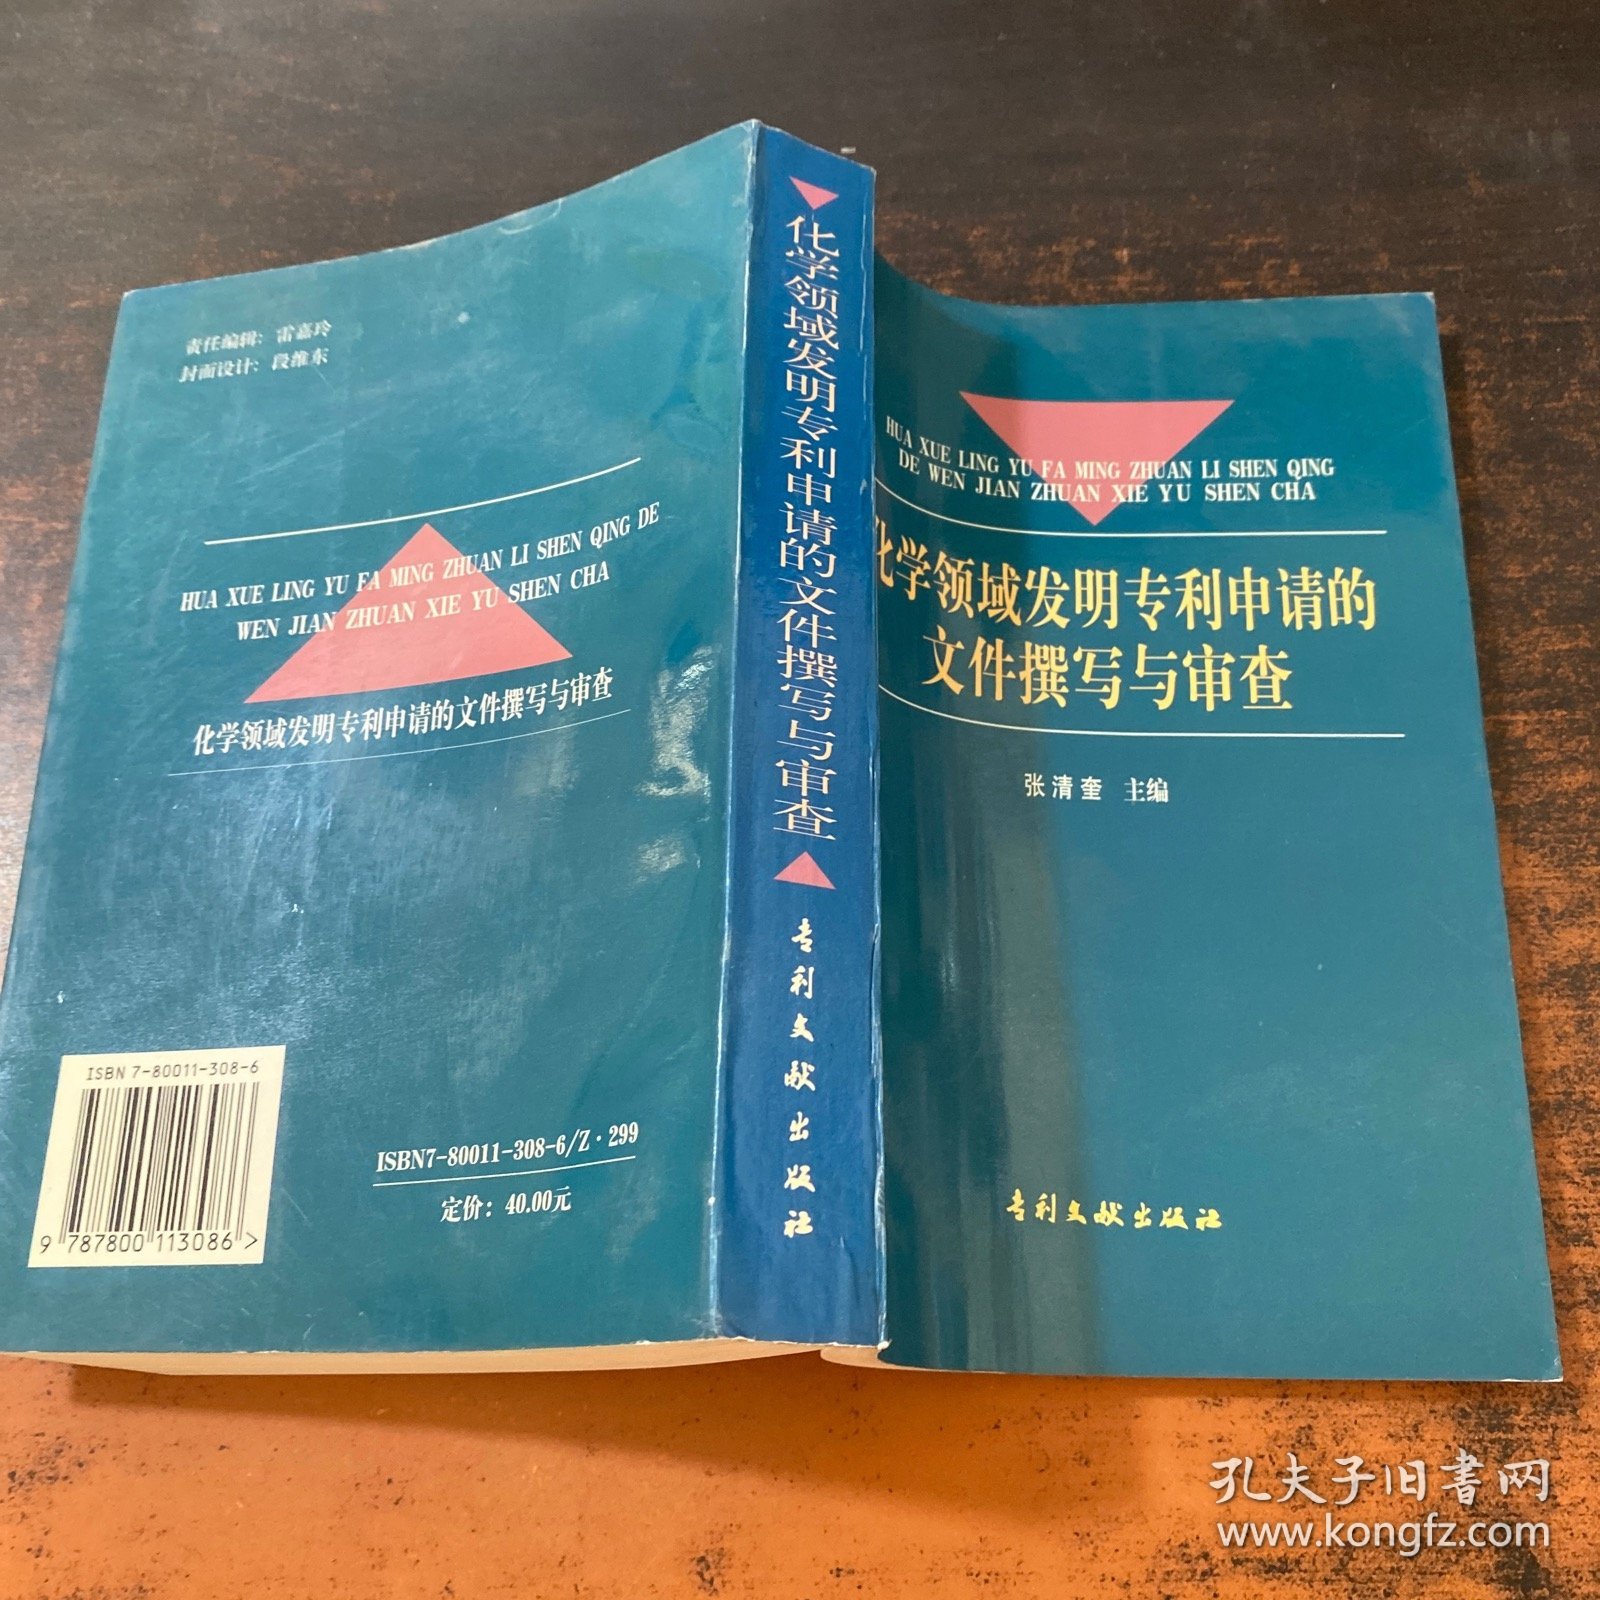 责任编辑：雷嘉玲
封面设计：段维东
HUA XUE LING YU FA MING ZHUAN LI SHEN QING DE
WEN JIAN ZHUAN XIE YU SHEN CHA
化学领域发明专利申请的文件撰写与审查
ISBN 7-80011-308-6
9 787800 113086 >
ISBN7-80011-308-6/Z·299
定价：40.00元
化学领域发明专利申请的文件撰写与审查
专利文献出版社
HUA XUE LING YU FA MING ZHUAN LI SHEN QING
DE WEN JIAN ZHUAN XIE YU SHEN CHA
化学领域发明专利申请的
文件撰写与审查
张清奎 主编
专利文献出版社
孔夫子旧书网
www.kongfz.com